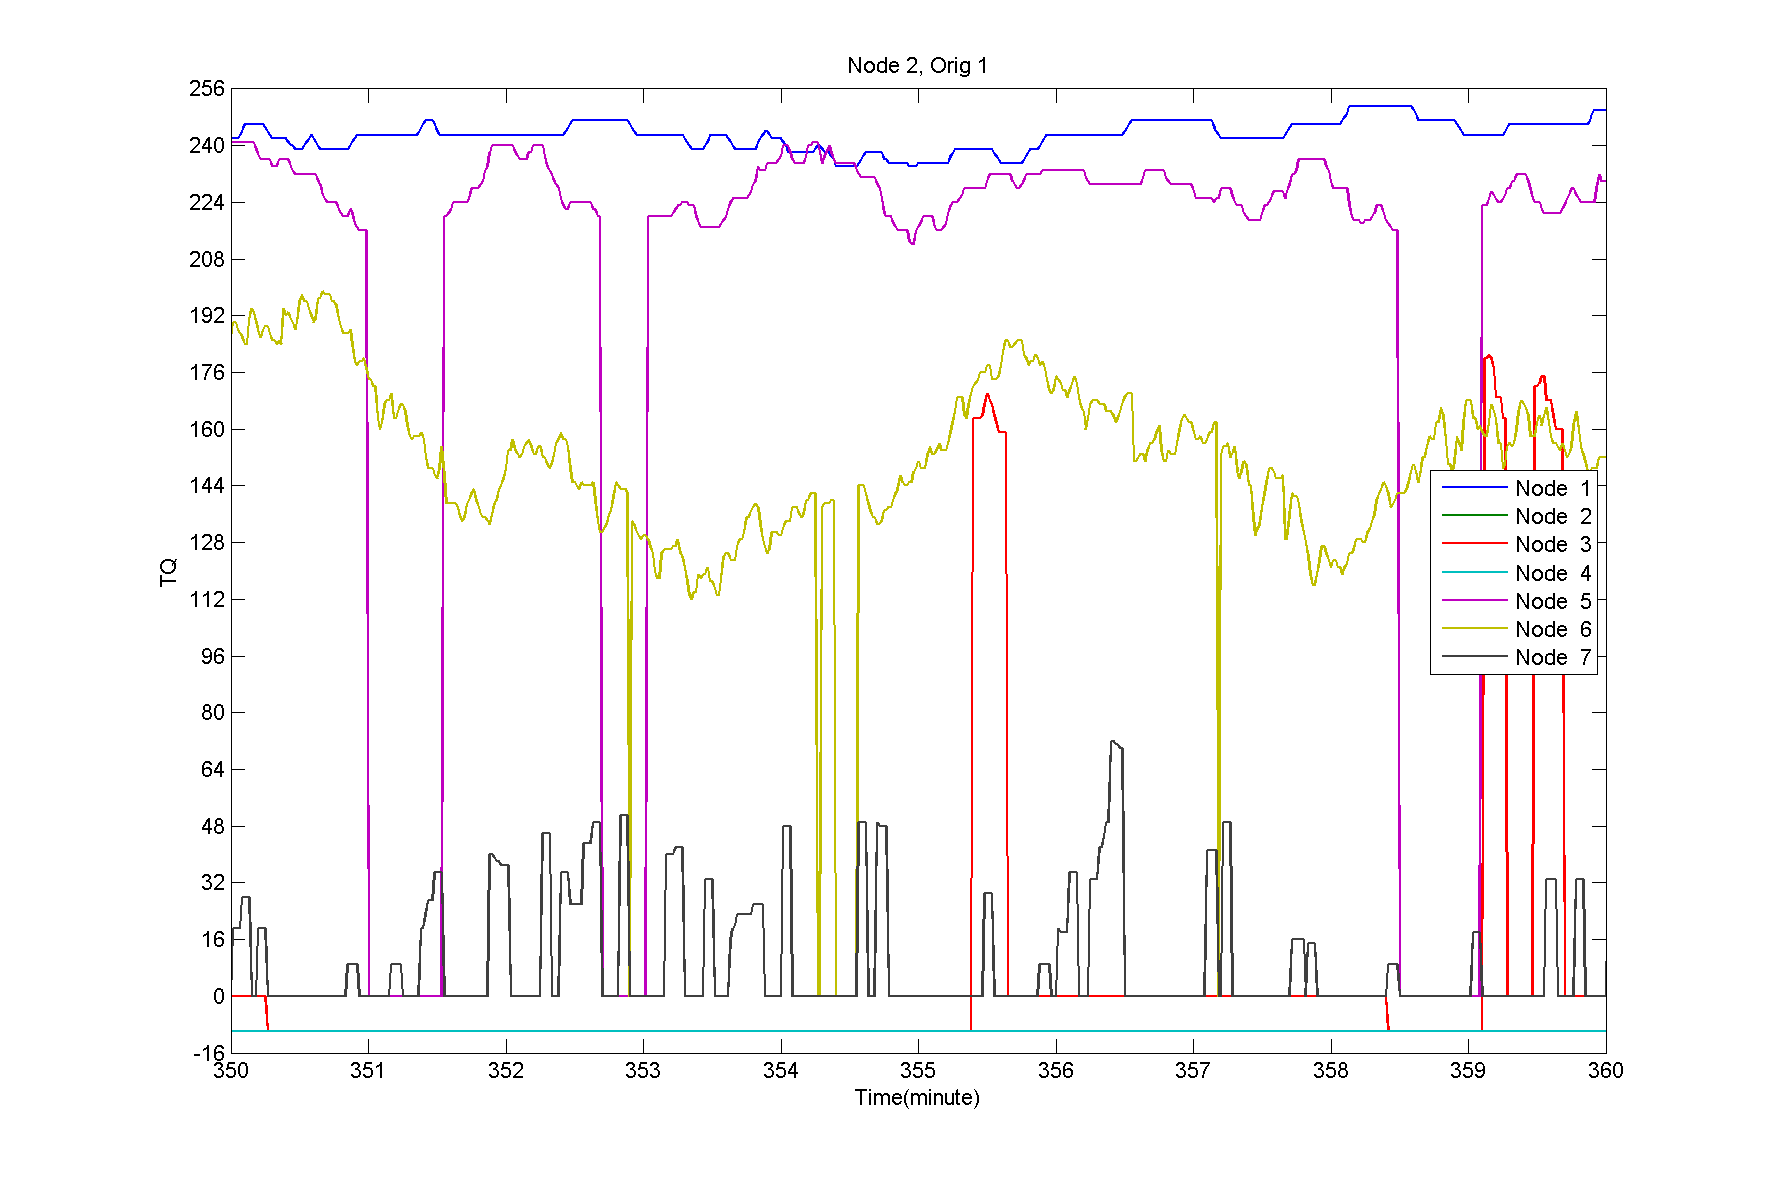 Node 2, Orig 1
256
240
224
208
192
176
160
144
128
112
96
80
64
48
32
16
0
-16
TQ
Node 1
Node 2
Node 3
Node 4
Node 5
Node 6
Node 7
350 351 352 353 354 355 356 357 358 359 360
Time(minute)